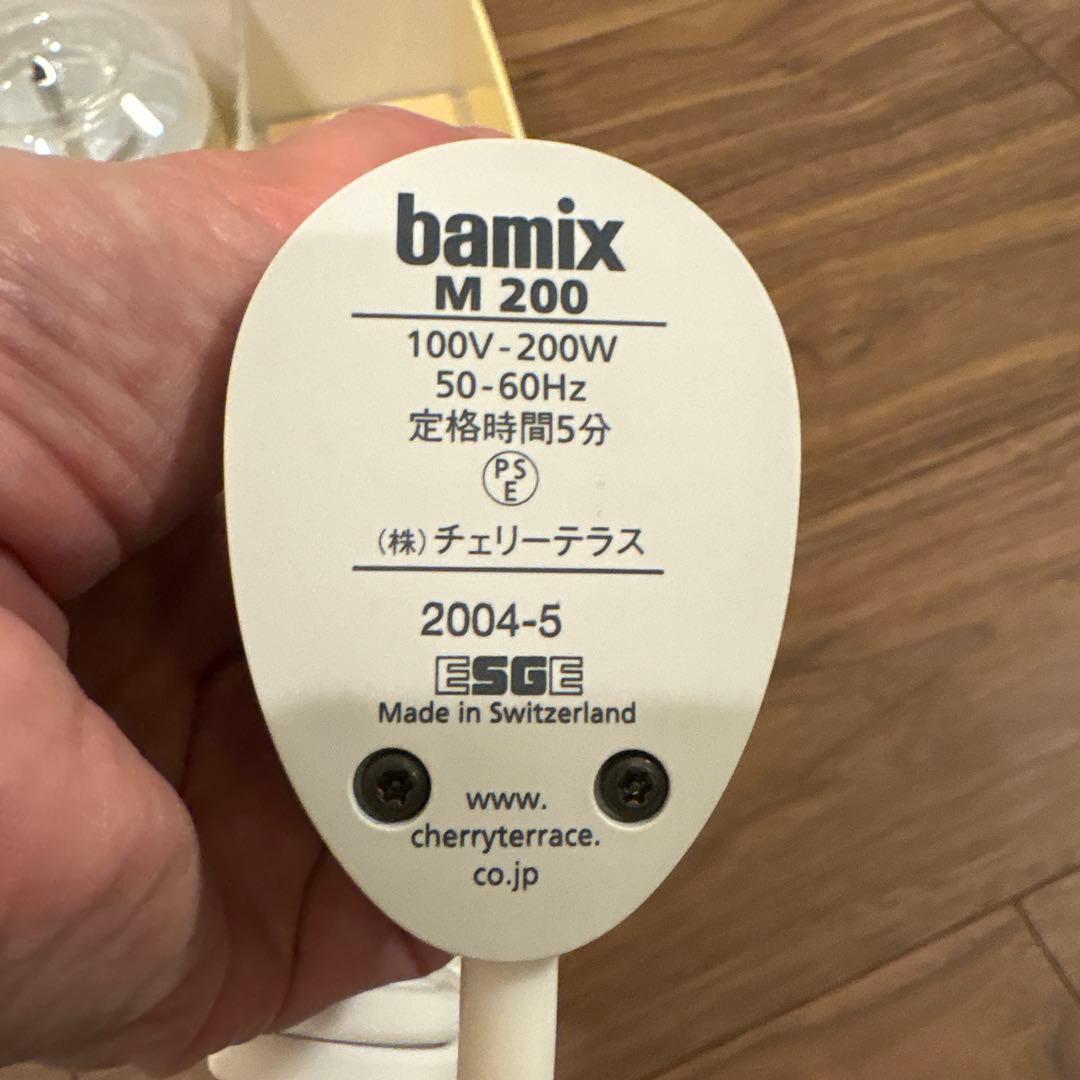 bamix
M 200
100V-200W
50-60Hz
定格時間5分
PS
E
(株)チェリーテラス
2004-5
ESGE
Made in Switzerland
www.
cherryterrace.
co.jp